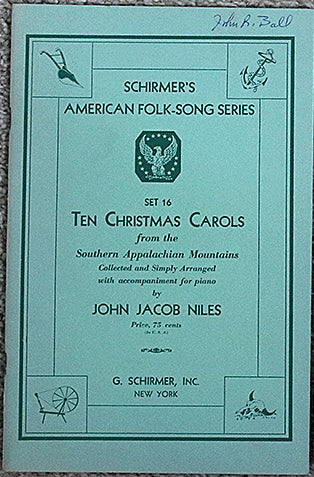 John R. Ball
SCHIRMER'S
AMERICAN FOLK-SONG SERIES
SET 16
TEN CHRISTMAS CAROLS
from the
Southern Appalachian Mountains
Collected and Simply Arranged
with accompaniment for piano
by
JOHN JACOB NILES
Price, 75 cents
(In U. S. A.)
G. SCHIRMER, INC.
NEW YORK